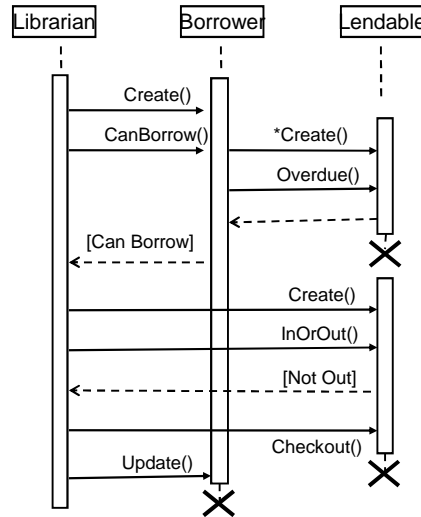 Librarian Borrower Lendable
Create()
CanBorrow() *Create()
Overdue()
[Can Borrow]
Create()
InOrOut()
[Not Out]
Checkout()
Update()